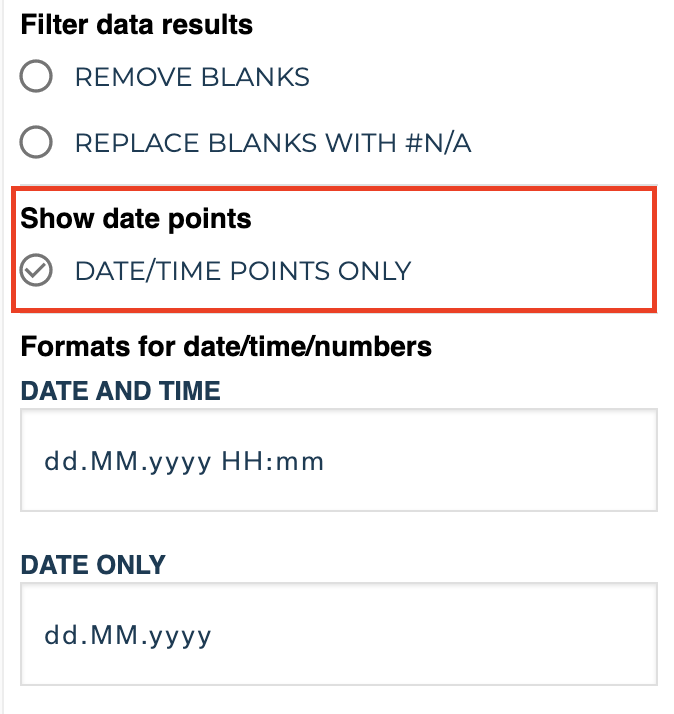 Filter data results
REMOVE BLANKS
REPLACE BLANKS WITH #N/A
Show date points
DATE/TIME POINTS ONLY
Formats for date/time/numbers
DATE AND TIME
dd.MM.yyyy HH:mm
DATE ONLY
dd.MM.yyyy